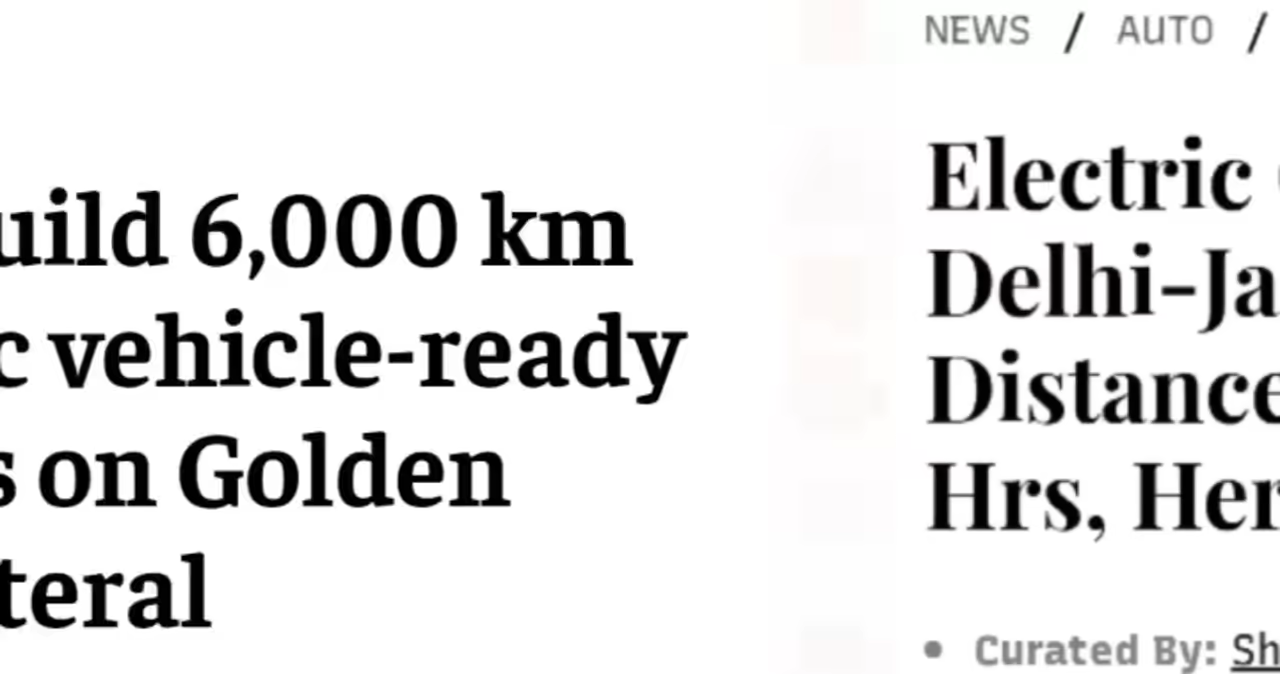 uild 6,000 km
c vehicle-ready
s on Golden
teral
NEWS / AUTO /
Electric
Delhi-Ja
Distance
Hrs, Her
• Curated By: Sh